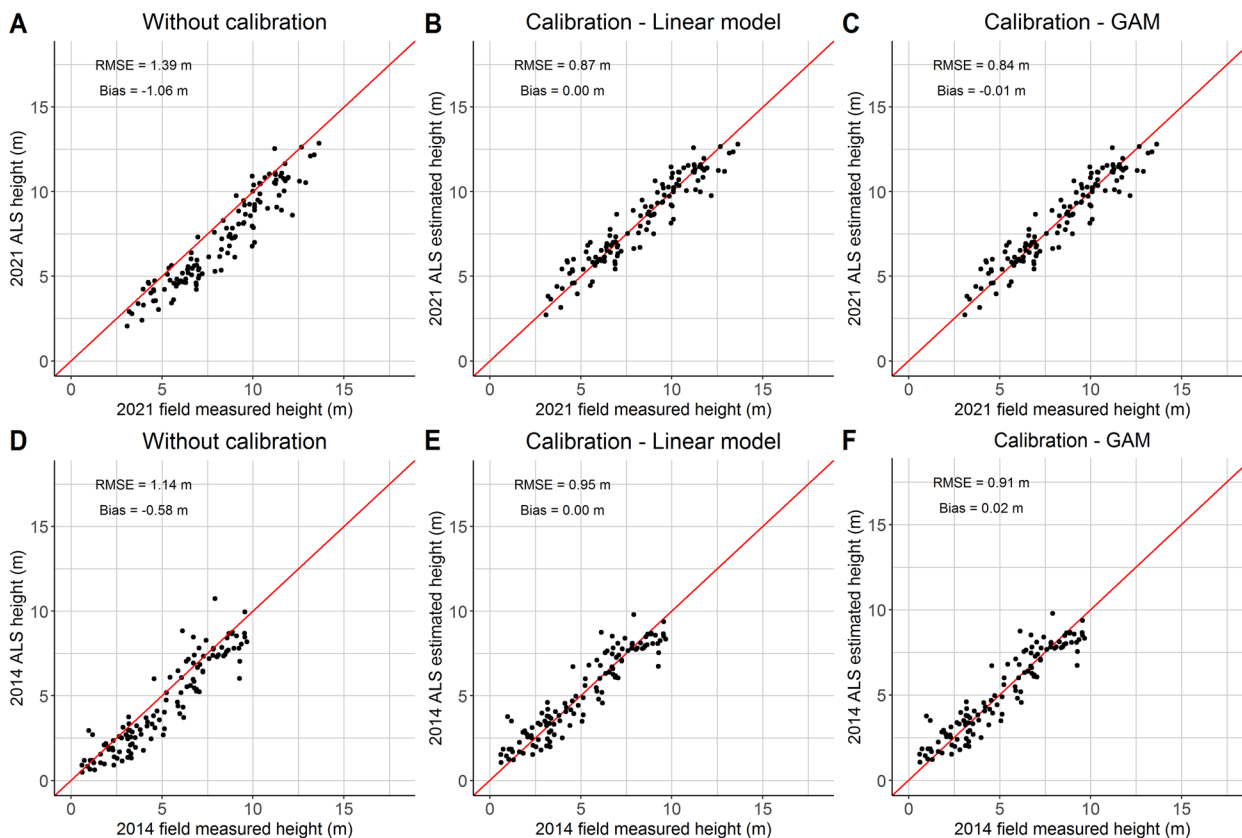 A Without calibration
RMSE = 1.39 m
Bias = -1.06 m
2021 ALS height (m)
15
10
5
0
0 5 10 15
2021 field measured height (m)
B Calibration - Linear model
RMSE = 0.87 m
Bias = 0.00 m
2021 ALS estimated height (m)
15
10
5
0
0 5 10 15
2021 field measured height (m)
C Calibration - GAM
RMSE = 0.84 m
Bias = -0.01 m
2021 ALS estimated height (m)
15
10
5
0
0 5 10 15
2021 field measured height (m)
D Without calibration
RMSE = 1.14 m
Bias = -0.58 m
2014 ALS height (m)
15
10
5
0
0 5 10 15
2014 field measured height (m)
E Calibration - Linear model
RMSE = 0.95 m
Bias = 0.00 m
2014 ALS estimated height (m)
15
10
5
0
0 5 10 15
2014 field measured height (m)
F Calibration - GAM
RMSE = 0.91 m
Bias = 0.02 m
2014 ALS estimated height (m)
15
10
5
0
0 5 10 15
2014 field measured height (m)